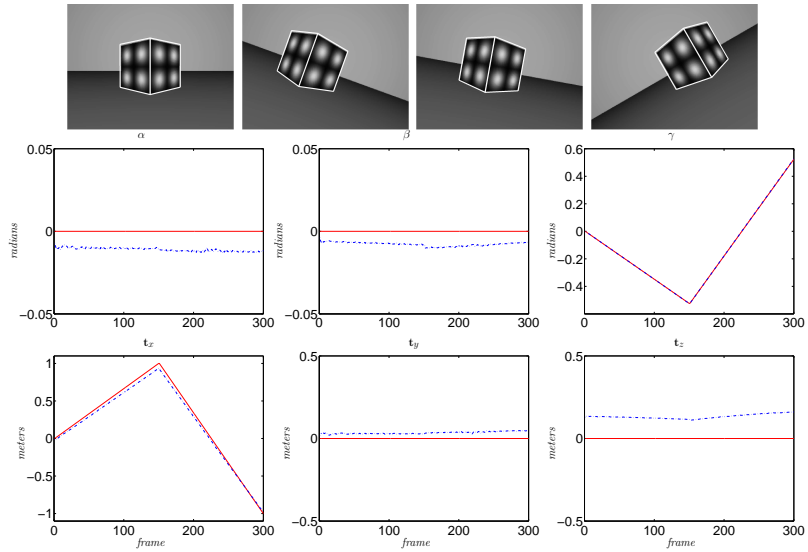 α β γ
0.05 0.05 0.6
0.4
0.2
0 0 0
−0.2
−0.4
−0.05 −0.05
radians radians radians
0 100 200 300 0 100 200 300 0 100 200 300
t_x t_y t_z
1 0.5 0.5
0.5
0 0 0
−0.5
−1 −0.5 −0.5
meters meters meters
0 100 200 300 0 100 200 300 0 100 200 300
frame frame frame